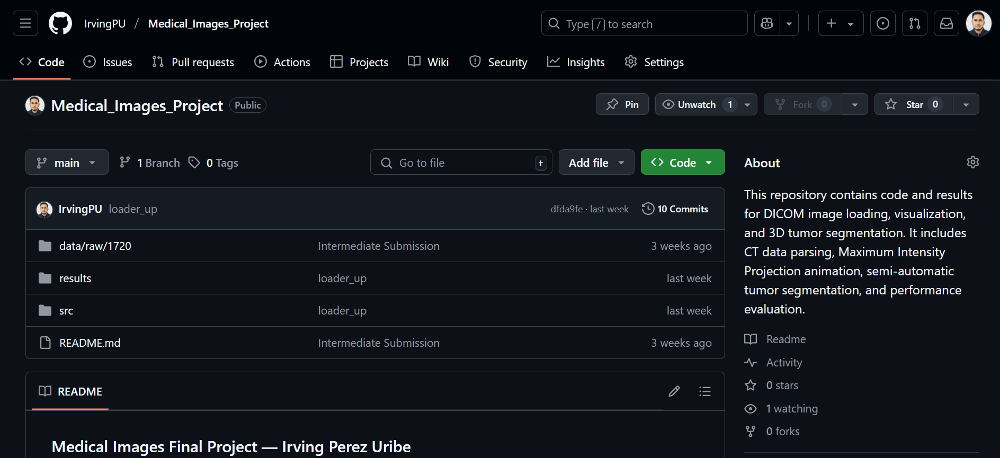 IrvingPU / Medical_Images_Project
Type / to search
Code
Issues
Pull requests
Actions
Projects
Wiki
Security
Insights
Settings
Medical_Images_Project Public
Pin
Unwatch 1
Fork 0
Star 0
main
1 Branch
0 Tags
Go to file t
Add file
Code
IrvingPU loader_up dfda9fe · last week 10 Commits
data/raw/1720 Intermediate Submission 3 weeks ago
results loader_up last week
src loader_up last week
README.md Intermediate Submission 3 weeks ago
README
Medical Images Final Project — Irving Perez Uribe
About
This repository contains code and results
for DICOM image loading, visualization,
and 3D tumor segmentation. It includes
CT data parsing, Maximum Intensity
Projection animation, semi-automatic
tumor segmentation, and performance
evaluation.
Readme
Activity
0 stars
1 watching
0 forks